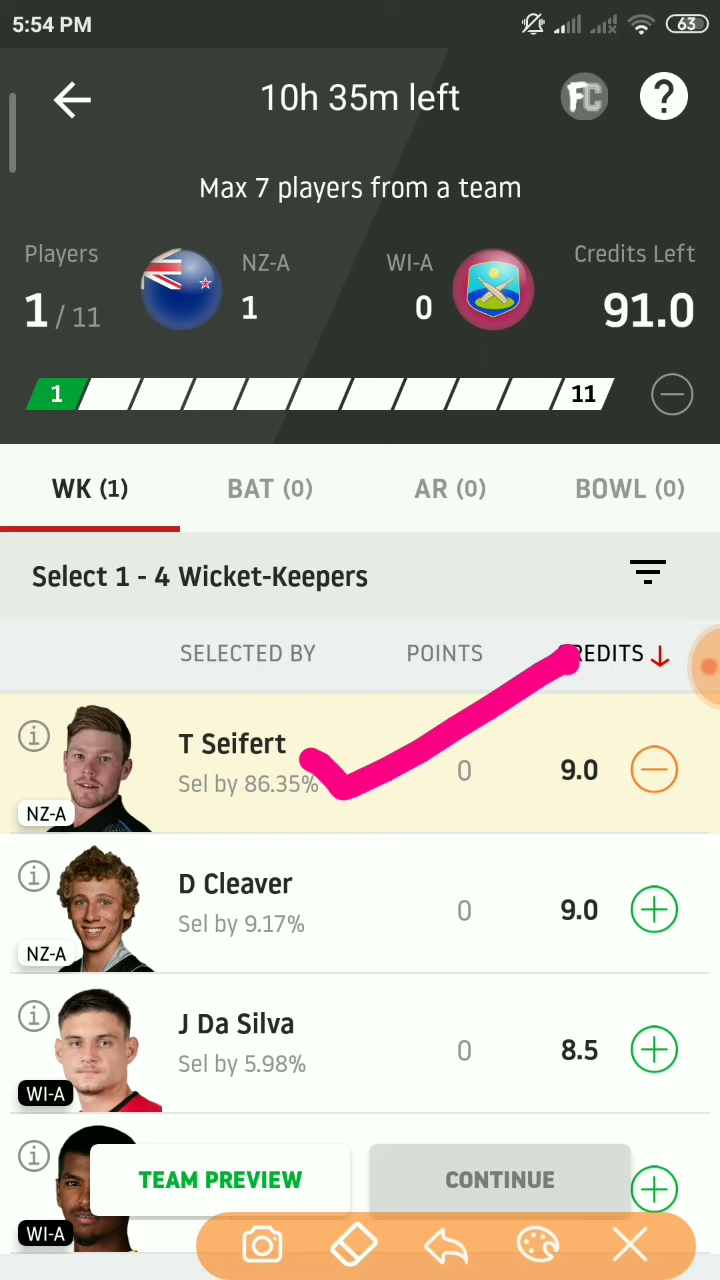 5:54 PM
63
10h 35m left
FC
?
Max 7 players from a team
Players
1 / 11
NZ-A
1
WI-A
0
Credits Left
91.0
1
11
WK (1)
BAT (0)
AR (0)
BOWL (0)
Select 1 - 4 Wicket-Keepers
SELECTED BY
POINTS
REDITS
i
T Seifert
Sel by 86.35%
NZ-A
0
9.0
i
D Cleaver
Sel by 9.17%
NZ-A
0
9.0
i
J Da Silva
Sel by 5.98%
WI-A
0
8.5
i
WI-A
TEAM PREVIEW
CONTINUE